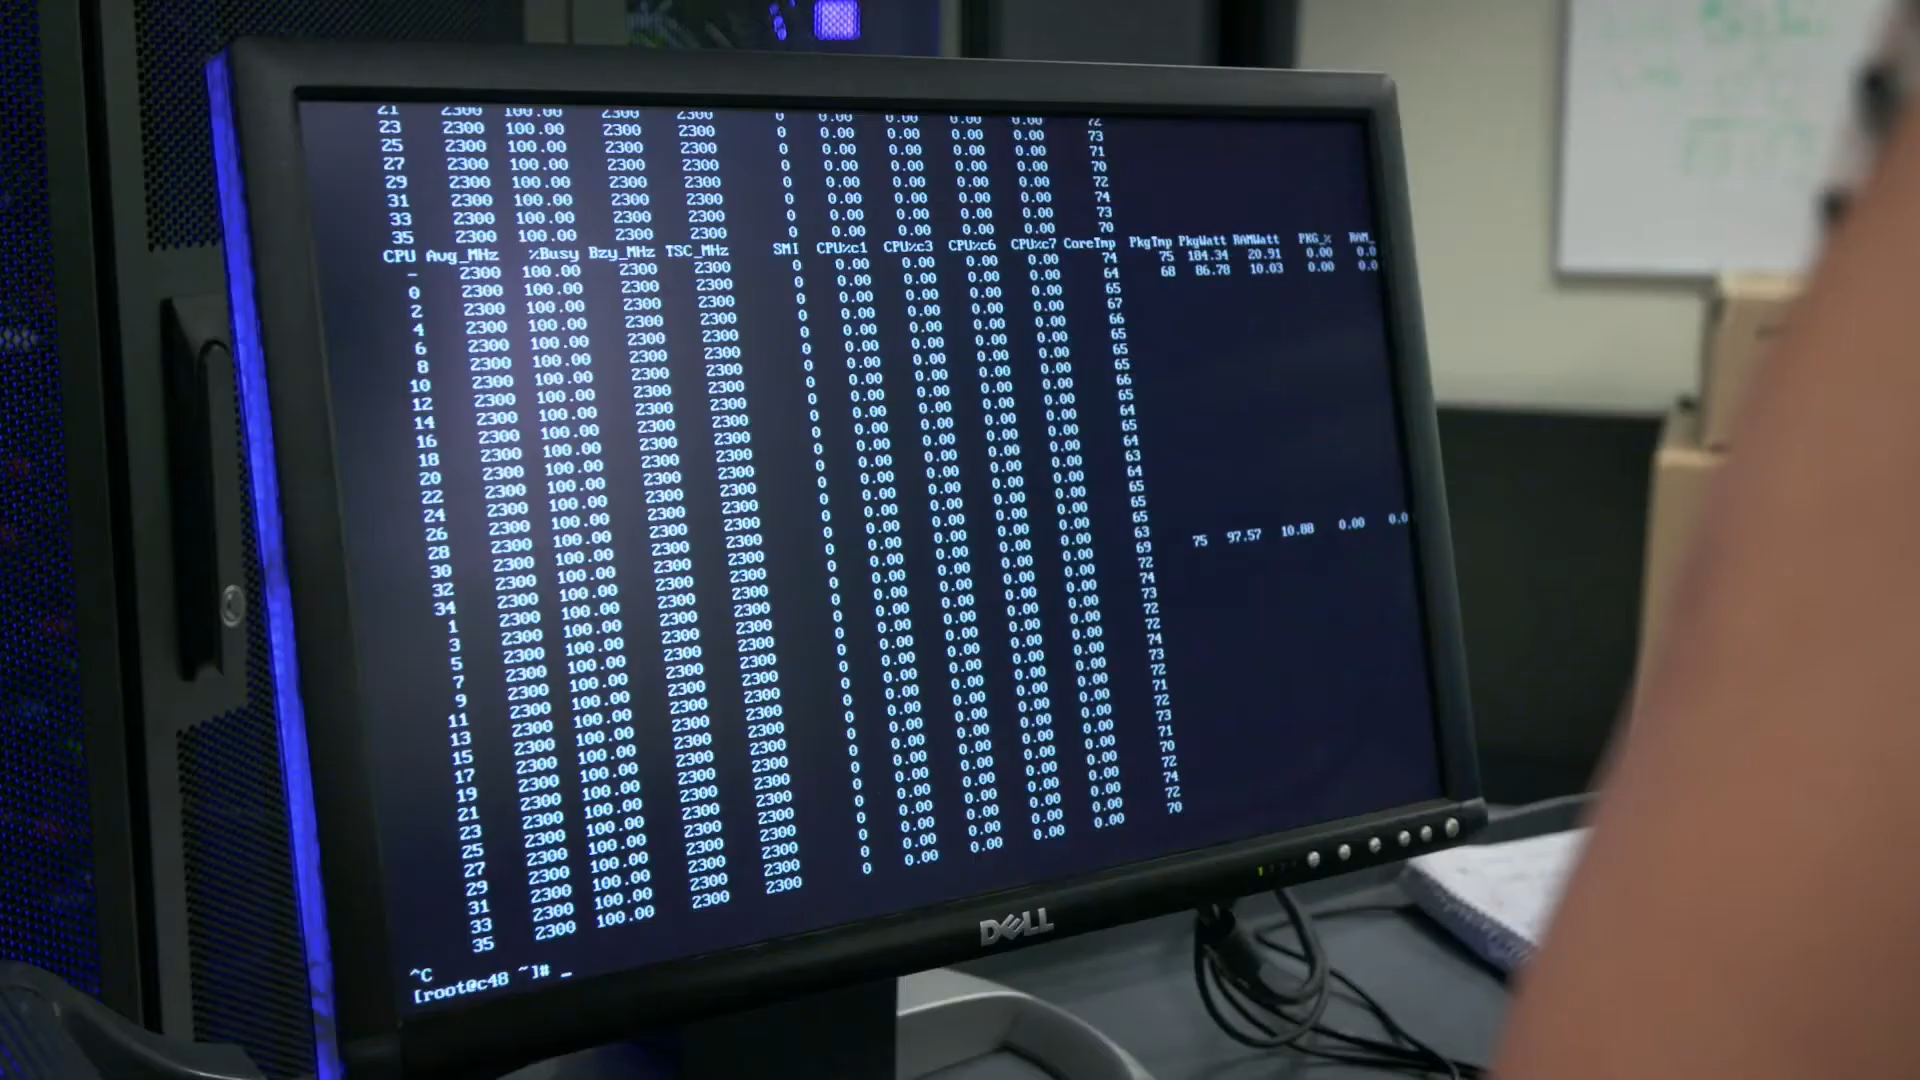 21 2300 100.00 2300 2300 0 0.00 0.00 0.00 0.00 72
23 2300 100.00 2300 2300 0 0.00 0.00 0.00 0.00 73
25 2300 100.00 2300 2300 0 0.00 0.00 0.00 0.00 71
27 2300 100.00 2300 2300 0 0.00 0.00 0.00 0.00 70
29 2300 100.00 2300 2300 0 0.00 0.00 0.00 0.00 72
31 2300 100.00 2300 2300 0 0.00 0.00 0.00 0.00 74
33 2300 100.00 2300 2300 0 0.00 0.00 0.00 0.00 73
35 2300 100.00 2300 2300 0 0.00 0.00 0.00 0.00 70
CPU Avg_MHz %Busy Bzy_MHz TSC_MHz SMI CPU%c1 CPU%c3 CPU%c6 CPU%c7 CoreTmp PkgTmp PkgWatt RAMWatt PKG_% RAM_
- 2300 100.00 2300 2300 0 0.00 0.00 0.00 0.00 74 75 184.34 20.91 0.00 0.0
0 2300 100.00 2300 2300 0 0.00 0.00 0.00 0.00 64 68 86.78 10.03 0.00 0.0
2 2300 100.00 2300 2300 0 0.00 0.00 0.00 0.00 65
4 2300 100.00 2300 2300 0 0.00 0.00 0.00 0.00 67
6 2300 100.00 2300 2300 0 0.00 0.00 0.00 0.00 66
8 2300 100.00 2300 2300 0 0.00 0.00 0.00 0.00 65
10 2300 100.00 2300 2300 0 0.00 0.00 0.00 0.00 65
12 2300 100.00 2300 2300 0 0.00 0.00 0.00 0.00 65
14 2300 100.00 2300 2300 0 0.00 0.00 0.00 0.00 66
16 2300 100.00 2300 2300 0 0.00 0.00 0.00 0.00 65
18 2300 100.00 2300 2300 0 0.00 0.00 0.00 0.00 64
20 2300 100.00 2300 2300 0 0.00 0.00 0.00 0.00 65
22 2300 100.00 2300 2300 0 0.00 0.00 0.00 0.00 64
24 2300 100.00 2300 2300 0 0.00 0.00 0.00 0.00 63
26 2300 100.00 2300 2300 0 0.00 0.00 0.00 0.00 64
28 2300 100.00 2300 2300 0 0.00 0.00 0.00 0.00 65
30 2300 100.00 2300 2300 0 0.00 0.00 0.00 0.00 65
32 2300 100.00 2300 2300 0 0.00 0.00 0.00 0.00 65
34 2300 100.00 2300 2300 0 0.00 0.00 0.00 0.00 63
1 2300 100.00 2300 2300 0 0.00 0.00 0.00 0.00 69 75 97.57 10.88 0.00 0.0
3 2300 100.00 2300 2300 0 0.00 0.00 0.00 0.00 72
5 2300 100.00 2300 2300 0 0.00 0.00 0.00 0.00 74
7 2300 100.00 2300 2300 0 0.00 0.00 0.00 0.00 73
9 2300 100.00 2300 2300 0 0.00 0.00 0.00 0.00 72
11 2300 100.00 2300 2300 0 0.00 0.00 0.00 0.00 72
13 2300 100.00 2300 2300 0 0.00 0.00 0.00 0.00 74
15 2300 100.00 2300 2300 0 0.00 0.00 0.00 0.00 73
17 2300 100.00 2300 2300 0 0.00 0.00 0.00 0.00 72
19 2300 100.00 2300 2300 0 0.00 0.00 0.00 0.00 71
21 2300 100.00 2300 2300 0 0.00 0.00 0.00 0.00 72
23 2300 100.00 2300 2300 0 0.00 0.00 0.00 0.00 73
25 2300 100.00 2300 2300 0 0.00 0.00 0.00 0.00 71
27 2300 100.00 2300 2300 0 0.00 0.00 0.00 0.00 70
29 2300 100.00 2300 2300 0 0.00 0.00 0.00 0.00 72
31 2300 100.00 2300 2300 0 0.00 0.00 0.00 0.00 74
33 2300 100.00 2300 2300 0 0.00 0.00 0.00 0.00 72
35 2300 100.00 2300 2300 0 0.00 0.00 0.00 0.00 70
^C
[root@c48 ~]# _
DELL